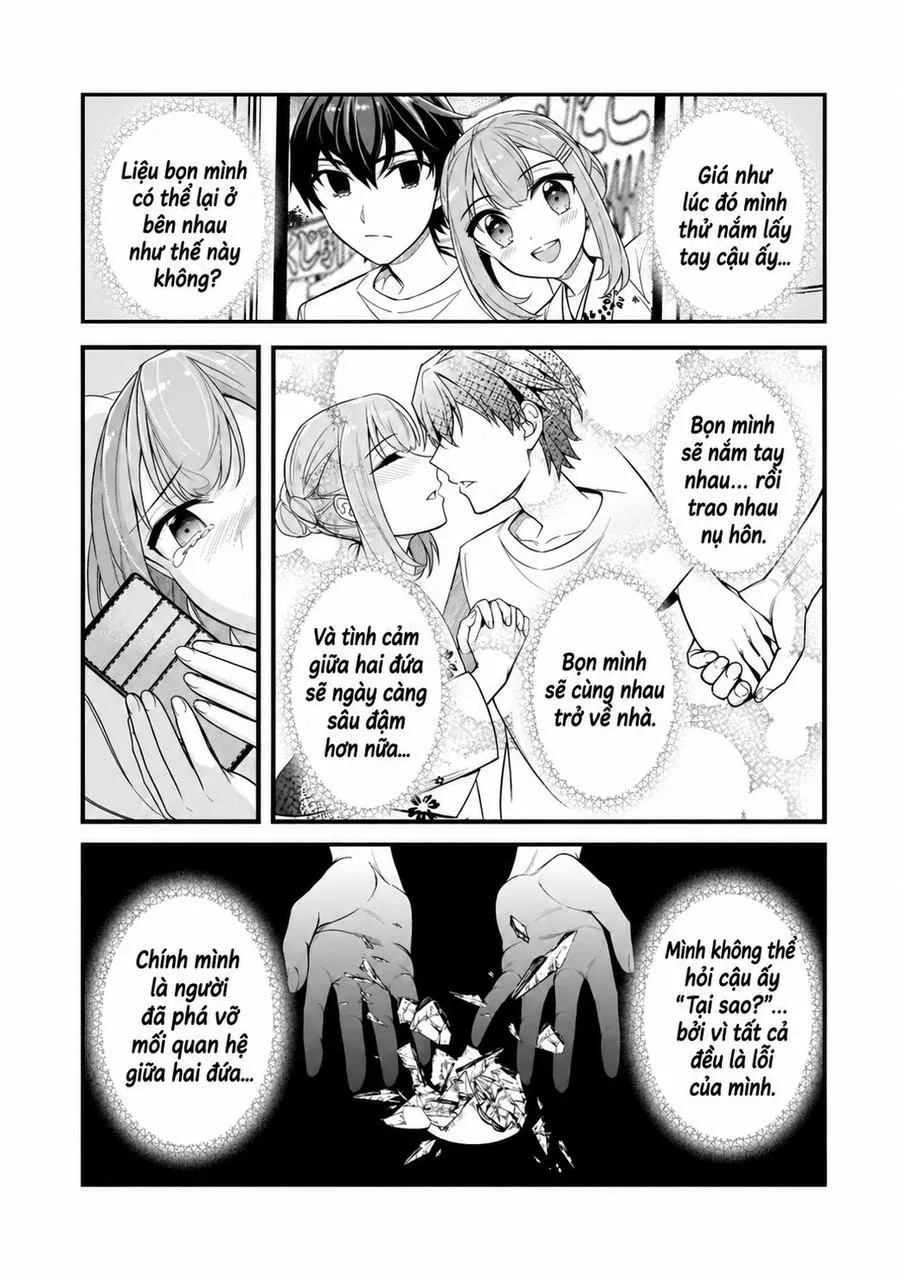 Giá như
lúc đó mình
thử nắm lấy
tay cậu ấy...
Liệu bọn mình
có thể lại ở
bên nhau
như thế này
không?
Bọn mình
sẽ nắm tay
nhau... rồi
trao nhau
nụ hôn.
Bọn mình
sẽ cùng nhau
trở về nhà.
Và tình cảm
giữa hai đứa
sẽ ngày càng
sâu đậm
hơn nữa...
Mình không thể
hỏi cậu ấy
“Tại sao?”...
bởi vì tất cả
đều là lỗi
của mình.
Chính mình
là người
đã phá vỡ
mối quan hệ
giữa hai đứa...